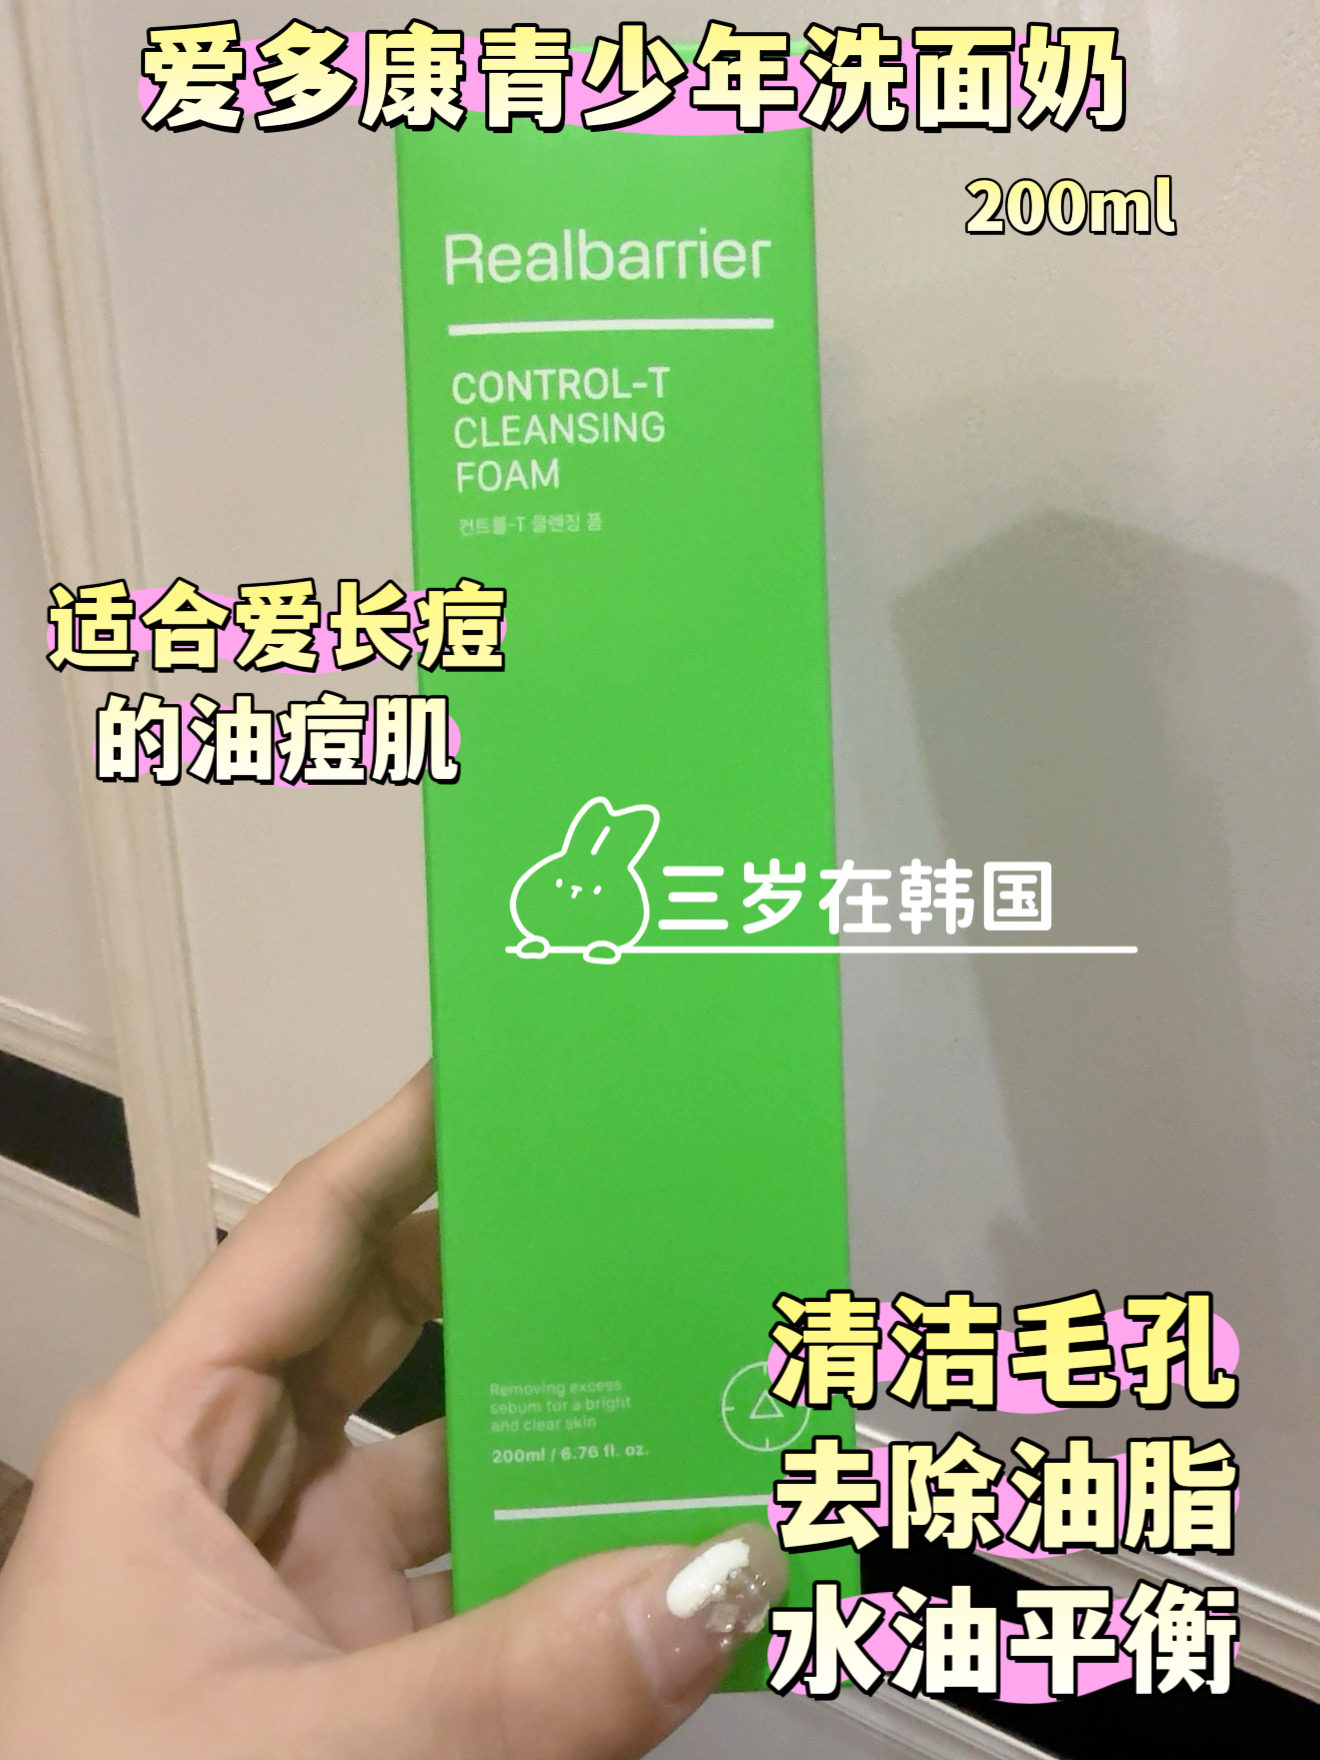 爱多康青少年洗面奶
200ml
Realbarrier
CONTROL-T
CLEANSING
FOAM
컨트롤-T 클렌징 폼
适合爱长痘
的油痘肌
三岁在韩国
清洁毛孔
去除油脂
水油平衡
Removing excess
sebum for a bright
and clear skin
200ml / 6.76 fl. oz.